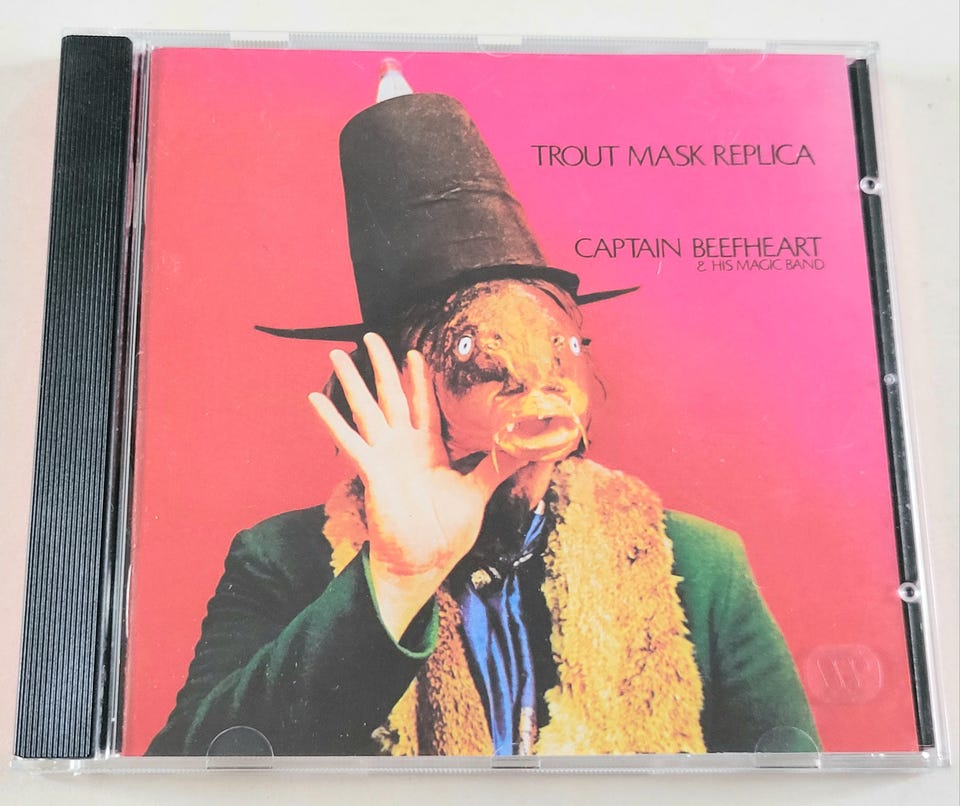 TROUT MASK REPLICA
CAPTAIN BEEFHEART
& HIS MAGIC BAND